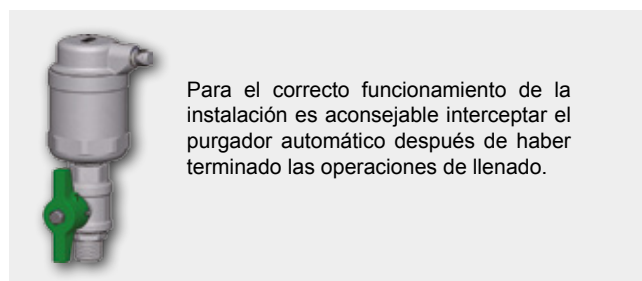 Para el correcto funcionamiento de la
instalación es aconsejable interceptar el
purgador automático después de haber
terminado las operaciones de llenado.